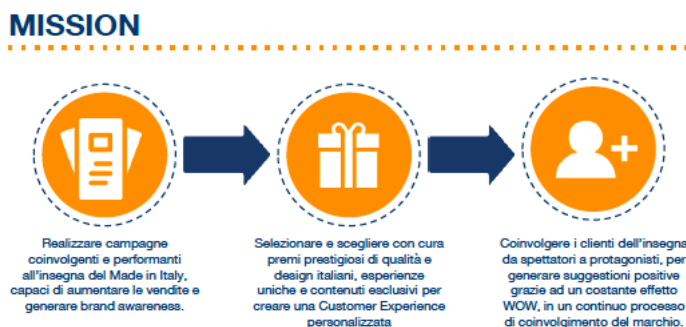 MISSION
Realizzare campagne
coinvolgenti e performanti
all'insegna del Made in Italy,
capaci di aumentare le vendite e
generare brand awareness.
Selezionare e scegliere con cura
premi prestigiosi di qualità e
design italiani, esperienze
uniche e contenuti esclusivi per
creare una Customer Experience
personalizzata
Coinvolgere i clienti dell'insegna
da spettatori a protagonisti, per
generare suggestioni positive
grazie ad un costante effetto
WOW, in un continuo processo
di coinvolgimento del marchio.